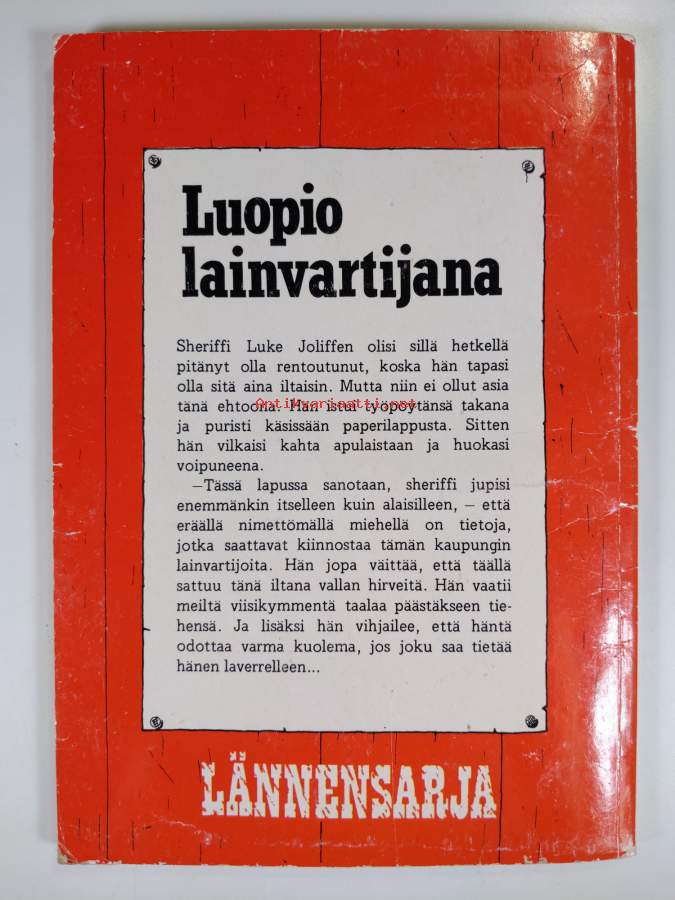 Luopio
lainvartijana
Sheriffi Luke Joliffen olisi sillä hetkellä
pitänyt olla rentoutunut, koska hän tapasi
olla sitä aina iltaisin. Mutta niin ei ollut asia
tänä ehtoona. Hän istui työpöytänsä takana
Antikvariaatti.net
ja puristi käsissään paperilappusta. Sitten
hän vilkaisi kahta apulaistaan ja huokasi
voipuneena.
—Tässä lapussa sanotaan, sheriffi jupisi
enemmänkin itselleen kuin alaisilleen, — että
eräällä nimettömällä miehellä on tietoja,
jotka saattavat kiinnostaa tämän kaupungin
lainvartijoita. Hän jopa väittää, että täällä
sattuu tänä iltana vallan hirveitä. Hän vaatii
meiltä viisikymmentä taalaa päästäkseen tie-
hensä. Ja lisäksi hän vihjailee, että häntä
odottaa varma kuolema, jos joku saa tietää
hänen laverrelleen...
LÄNNENSARJA